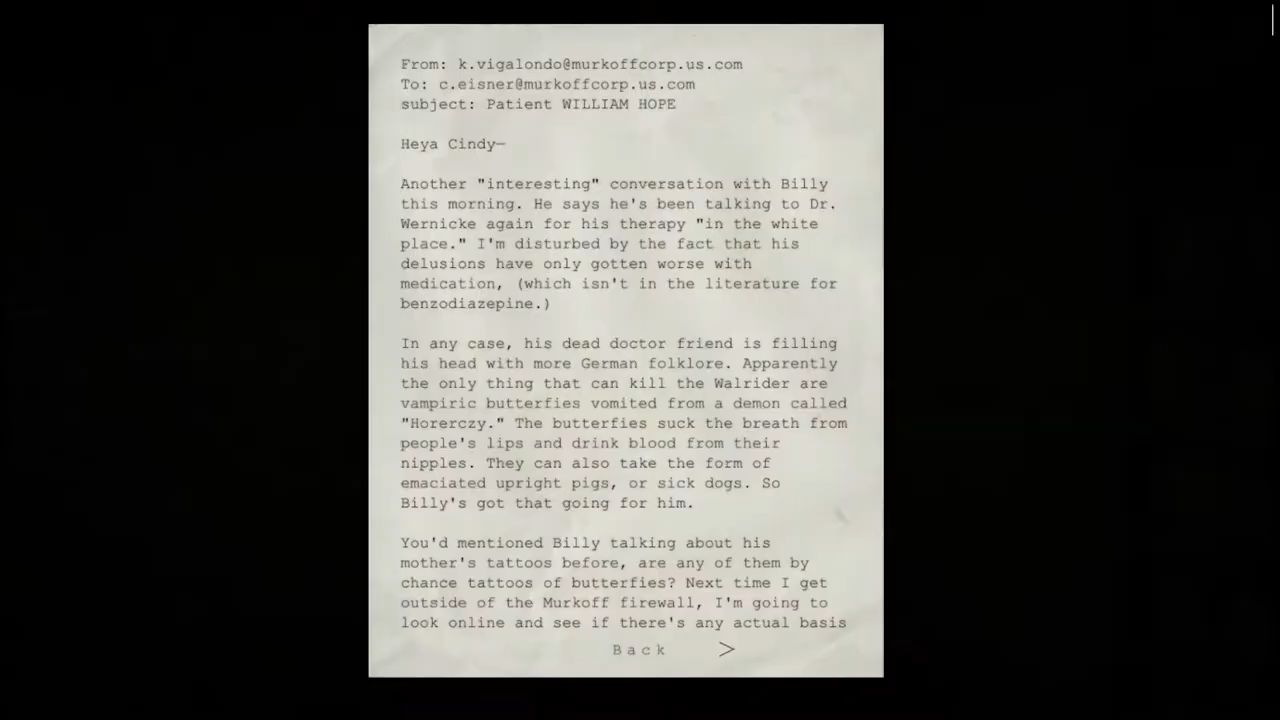 From: k.vigalondo@murkoffcorp.us.com
To: c.eisner@murkoffcorp.us.com
subject: Patient WILLIAM HOPE
Heya Cindy—
Another "interesting" conversation with Billy
this morning. He says he's been talking to Dr.
Wernicke again for his therapy "in the white
place." I'm disturbed by the fact that his
delusions have only gotten worse with
medication, (which isn't in the literature for
benzodiazepine.)
In any case, his dead doctor friend is filling
his head with more German folklore. Apparently
the only thing that can kill the Walrider are
vampiric butterfies vomited from a demon called
"Horerczy." The butterfies suck the breath from
people's lips and drink blood from their
nipples. They can also take the form of
emaciated upright pigs, or sick dogs. So
Billy's got that going for him.
You'd mentioned Billy talking about his
mother's tattoos before, are any of them by
chance tattoos of butterfies? Next time I get
outside of the Murkoff firewall, I'm going to
look online and see if there's any actual basis
Back >